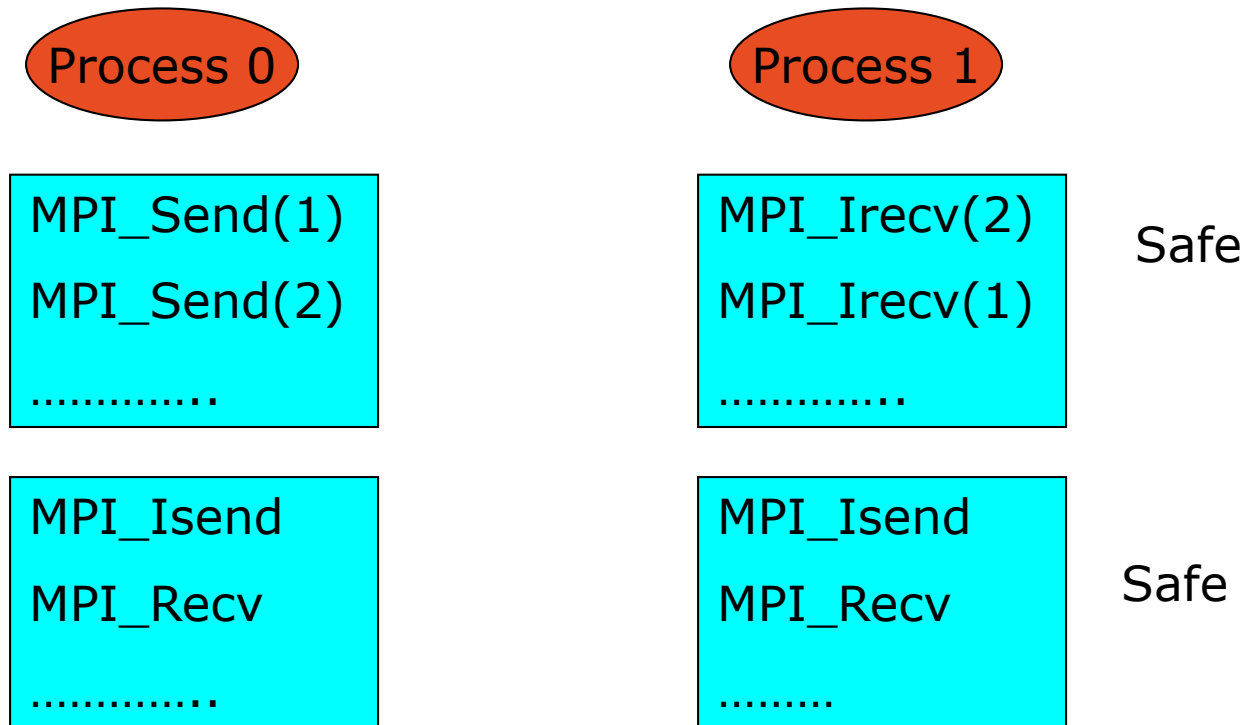 Process 0
Process 1
MPI_Send(1)
MPI_Send(2)
…………..
MPI_Irecv(2)
MPI_Irecv(1)
…………..
Safe
MPI_Isend
MPI_Recv
…………..
MPI_Isend
MPI_Recv
………
Safe